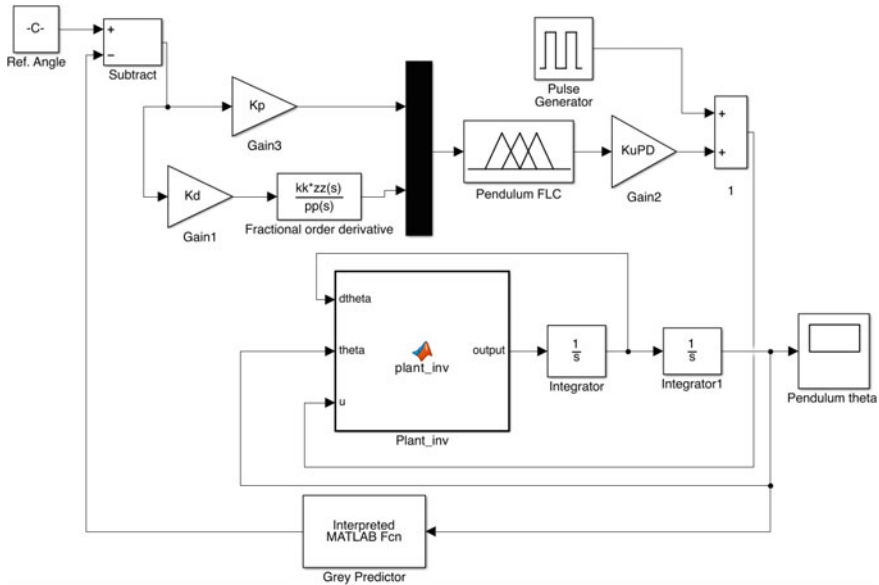 -C-
Ref. Angle
+
−
Subtract
Kp
Gain3
Kd
Gain1
kk*zz(s)
pp(s)
Fractional order derivative
Pendulum FLC
KuPD
Gain2
Pulse
Generator
+
+
1
dtheta
theta
u
plant_inv
output
Plant_inv
1
s
Integrator
1
s
Integrator1
Pendulum theta
Interpreted
MATLAB Fcn
Grey Predictor